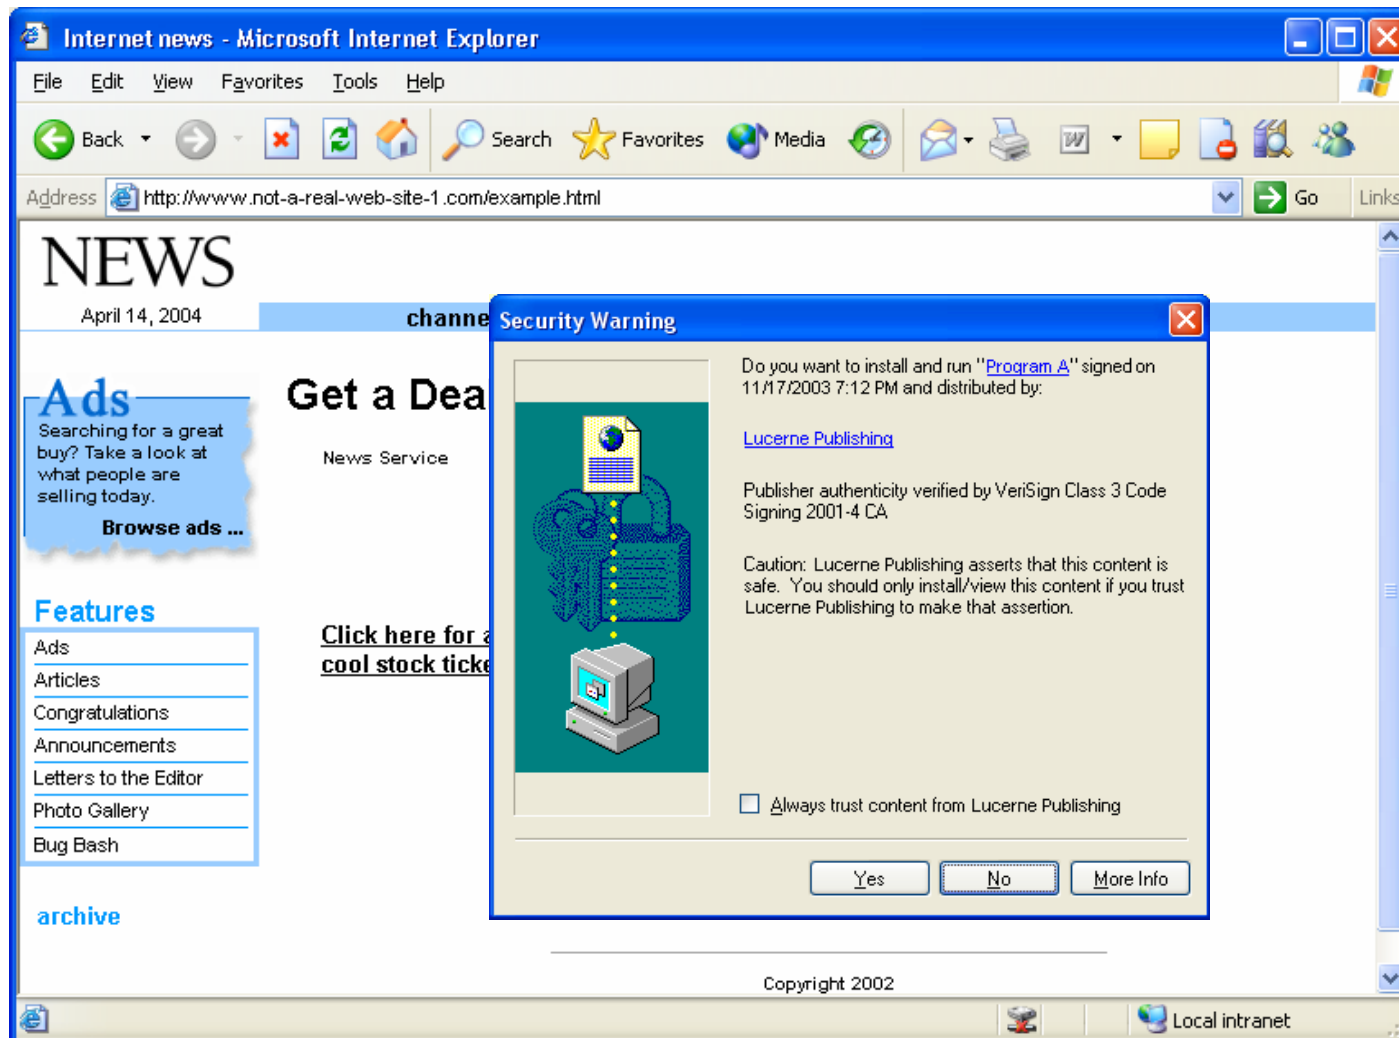 Internet news - Microsoft Internet Explorer
File Edit View Favorites Tools Help
Back Search Favorites Media
Address http://www.not-a-real-web-site-1.com/example.html Go Links
NEWS
April 14, 2004
channe
Ads
Searching for a great
buy? Take a look at
what people are
selling today.
Browse ads ...
Features
Ads
Articles
Congratulations
Announcements
Letters to the Editor
Photo Gallery
Bug Bash
archive
Get a Dea
News Service
Click here for a
cool stock ticke
Security Warning
Do you want to install and run "Program A" signed on
11/17/2003 7:12 PM and distributed by:
Lucerne Publishing
Publisher authenticity verified by VeriSign Class 3 Code
Signing 2001-4 CA
Caution: Lucerne Publishing asserts that this content is
safe. You should only install/view this content if you trust
Lucerne Publishing to make that assertion.
Always trust content from Lucerne Publishing
Yes No More Info
Copyright 2002
Local intranet